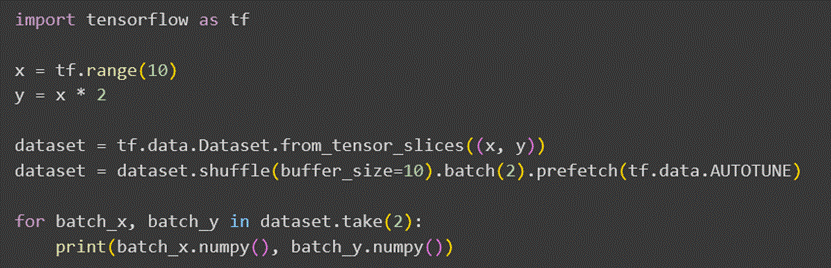 import tensorflow as tf
x = tf.range(10)
y = x * 2
dataset = tf.data.Dataset.from_tensor_slices((x, y))
dataset = dataset.shuffle(buffer_size=10).batch(2).prefetch(tf.data.AUTOTUNE)
for batch_x, batch_y in dataset.take(2):
    print(batch_x.numpy(), batch_y.numpy())